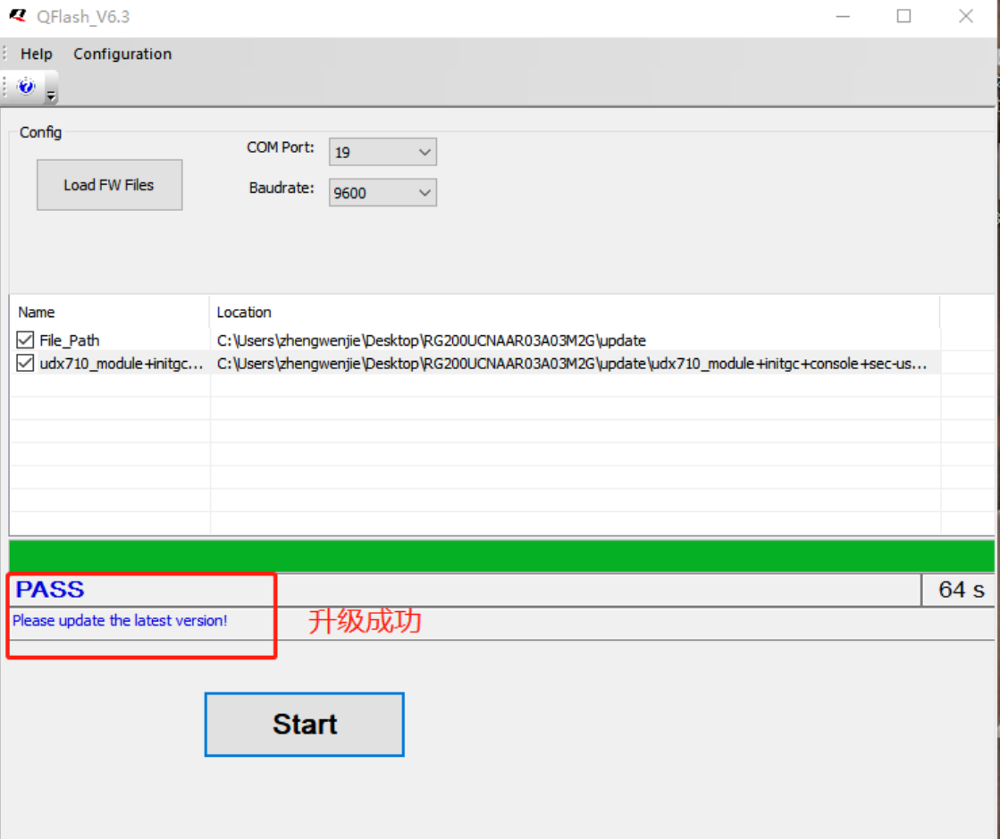 QFlash_V6.3
Help Configuration
Config
COM Port: 19
Load FW Files
Baudrate: 9600
Name Location
File_Path C:\Users\zhengwenjie\Desktop\RG200UCNAAR03A03M2G\update
udx710_module+initgc... C:\Users\zhengwenjie\Desktop\RG200UCNAAR03A03M2G\update\udx710_module+initgc+console+sec-us...
PASS 64 s
Please update the latest version! 升级成功
Start